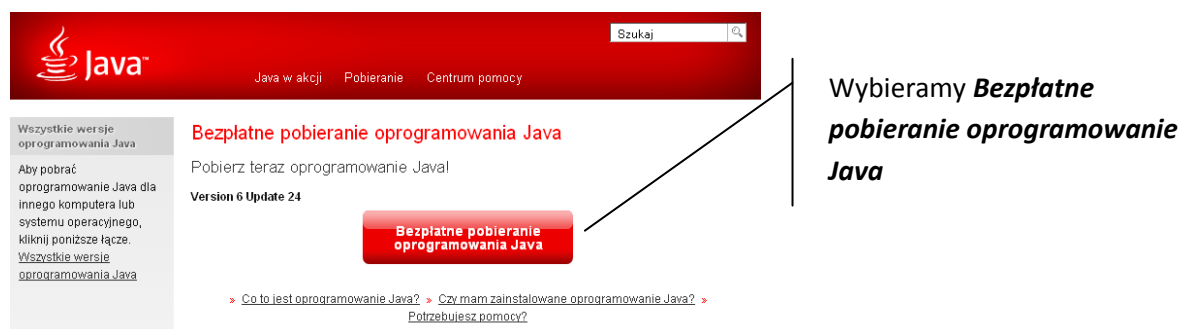 Java™
Szukaj
Java w akcji Pobieranie Centrum pomocy
Wszystkie wersje
oprogramowania Java
Aby pobrać
oprogramowanie Java dla
innego komputera lub
systemu operacyjnego,
kliknij poniższe łącze.
Wszystkie wersje
oprogramowania Java
Bezpłatne pobieranie oprogramowania Java
Pobierz teraz oprogramowanie Java!
Version 6 Update 24
Bezpłatne pobieranie
oprogramowania Java
» Co to jest oprogramowanie Java? » Czy mam zainstalowane oprogramowanie Java? »
Potrzebujesz pomocy?
Wybieramy Bezpłatne
pobieranie oprogramowanie
Java